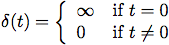 δ(t) = { ∞ if t = 0
0 if t ≠ 0